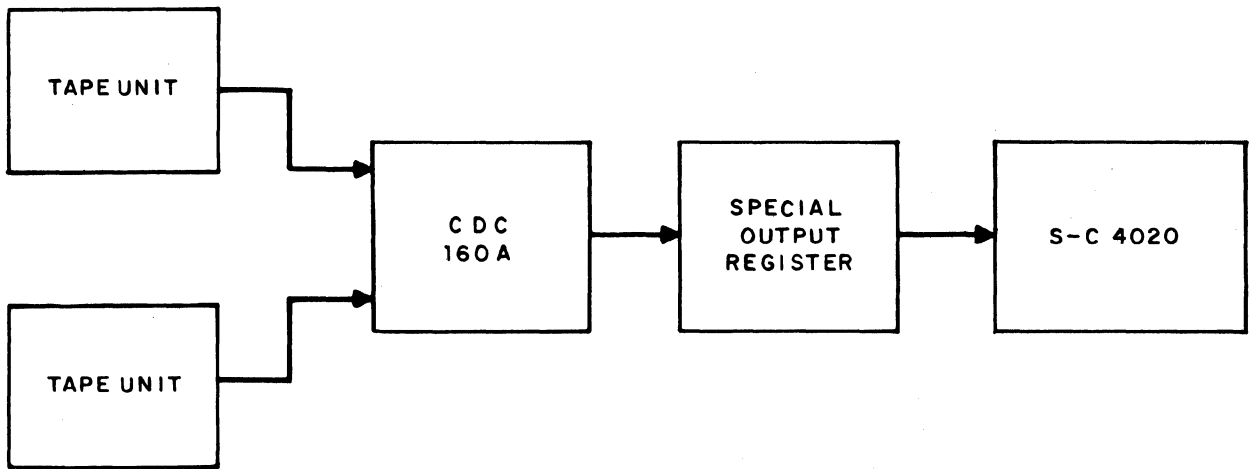 TAPE UNIT
CDC
160A
SPECIAL
OUTPUT
REGISTER
S-C 4020
TAPE UNIT